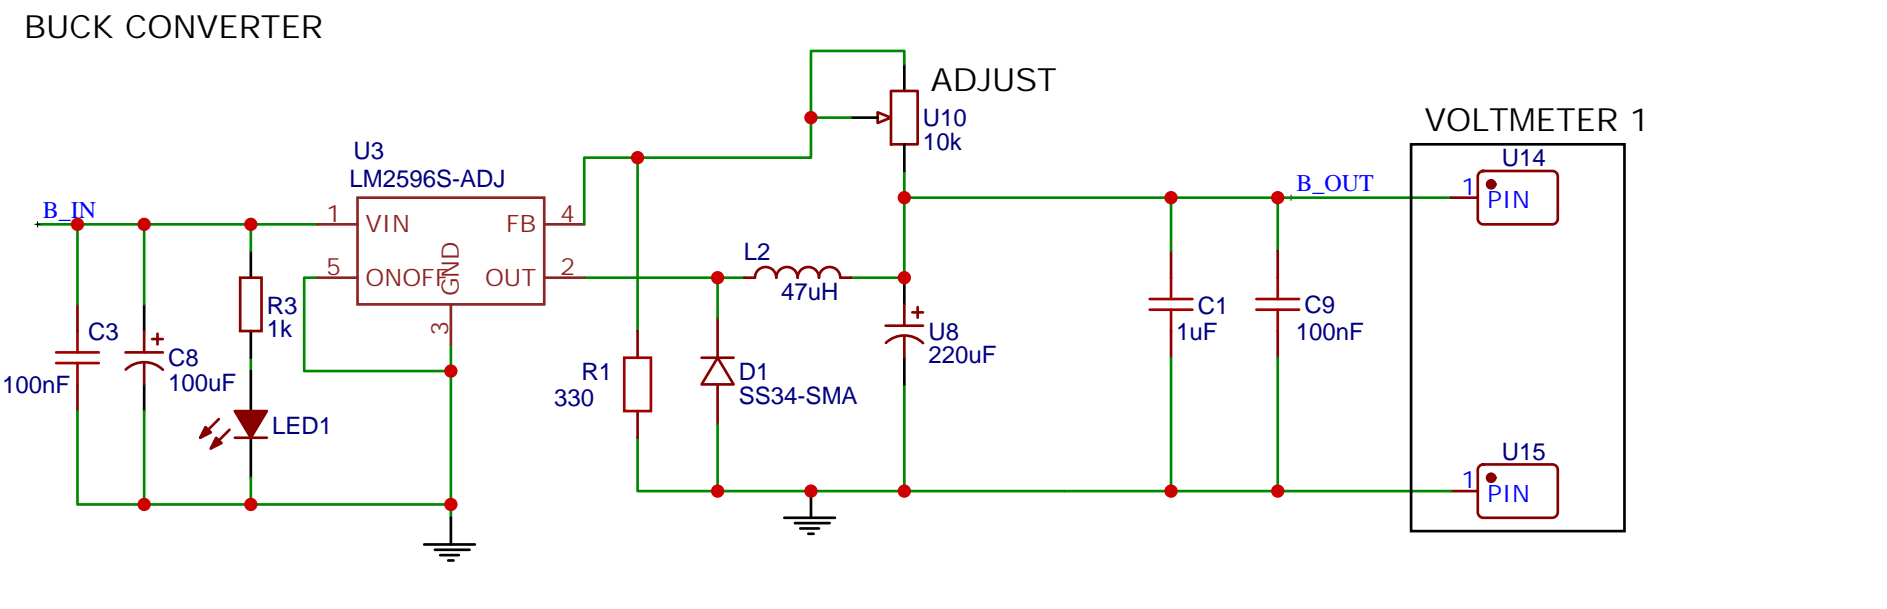 BUCK CONVERTER
ADJUST
U10
10k
VOLTMETER 1
U14
1
PIN
U3
LM2596S-ADJ
B_IN
1
VIN
FB
4
5
ONOFF
GND
OUT
2
3
B_OUT
L2
47uH
R3
1k
C3
100nF
+
C8
100uF
LED1
R1
330
D1
SS34-SMA
+
U8
220uF
C1
1uF
C9
100nF
U15
1
PIN